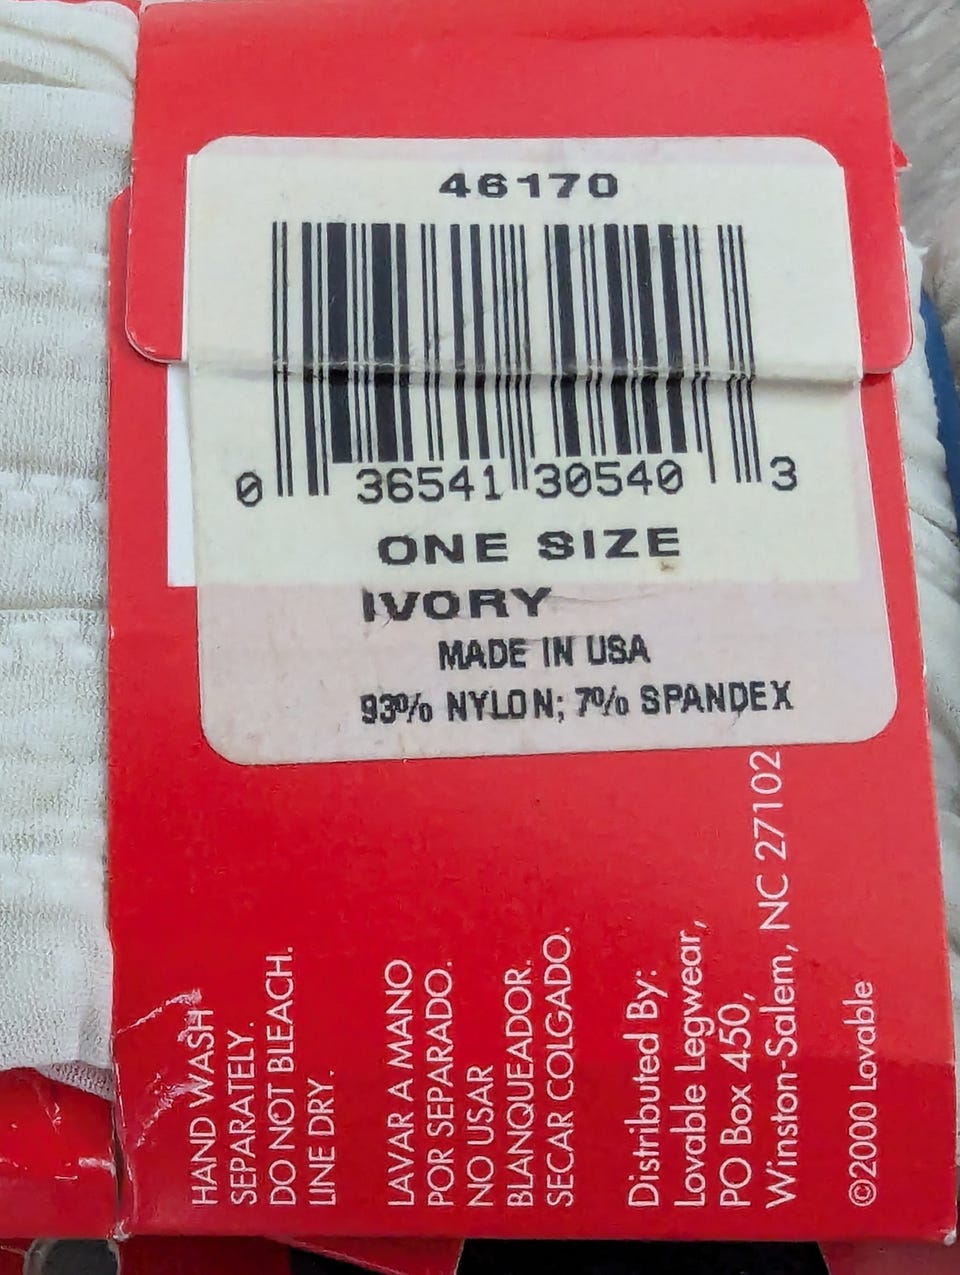 46170
0 36541 30540 3
ONE SIZE
IVORY
MADE IN USA
93% NYLON; 7% SPANDEX
HAND WASH
SEPARATELY.
DO NOT BLEACH.
LINE DRY.
LAVAR A MANO
POR SEPARADO.
NO USAR
BLANQUEADOR.
SECAR COLGADO.
Distributed By:
Lovable Legwear,
PO Box 450,
Winston-Salem, NC 27102
©2000 Lovable